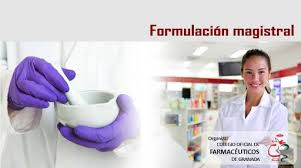 Formulación magistral
Organiza:
COLEGIO OFICIAL DE
FARMACÉUTICOS
DE GRANADA